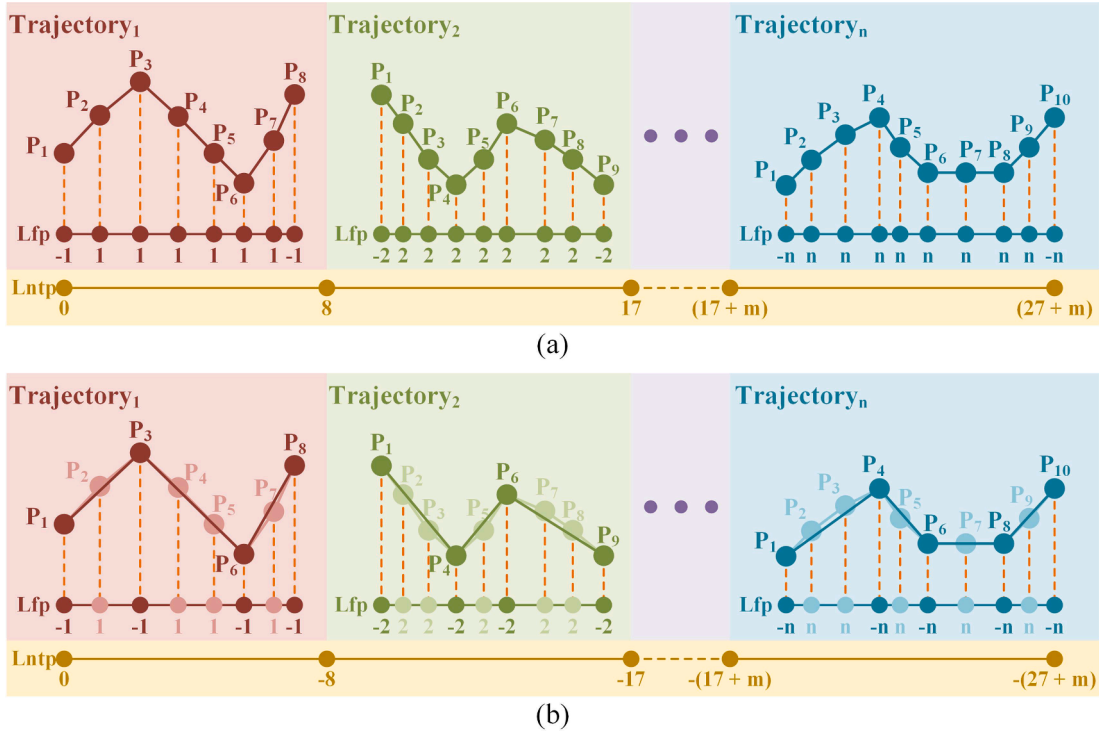 Trajectory₁ Trajectory₂ Trajectoryₙ
P₁ P₂ P₃ P₄ P₅ P₆ P₇ P₈
P₁ P₂ P₃ P₄ P₅ P₆ P₇ P₈ P₉
P₁ P₂ P₃ P₄ P₅ P₆ P₇ P₈ P₉ P₁₀
Lfp Lfp Lfp
-1 1 1 1 1 1 1 -1 -2 2 2 2 2 2 2 2 -2 -n n n n n n n n n -n
Lntp
0 8 17 (17 + m) (27 + m)
(a)
Trajectory₁ Trajectory₂ Trajectoryₙ
P₁ P₂ P₃ P₄ P₅ P₆ P₇ P₈
P₁ P₂ P₃ P₄ P₅ P₆ P₇ P₈ P₉
P₁ P₂ P₃ P₄ P₅ P₆ P₇ P₈ P₉ P₁₀
Lfp Lfp Lfp
-1 1 -1 1 1 -1 1 -1 -2 2 2 -2 2 -2 2 2 -2 -n n n -n n -n n -n n -n
Lntp
0 -8 -17 -(17 + m) -(27 + m)
(b)